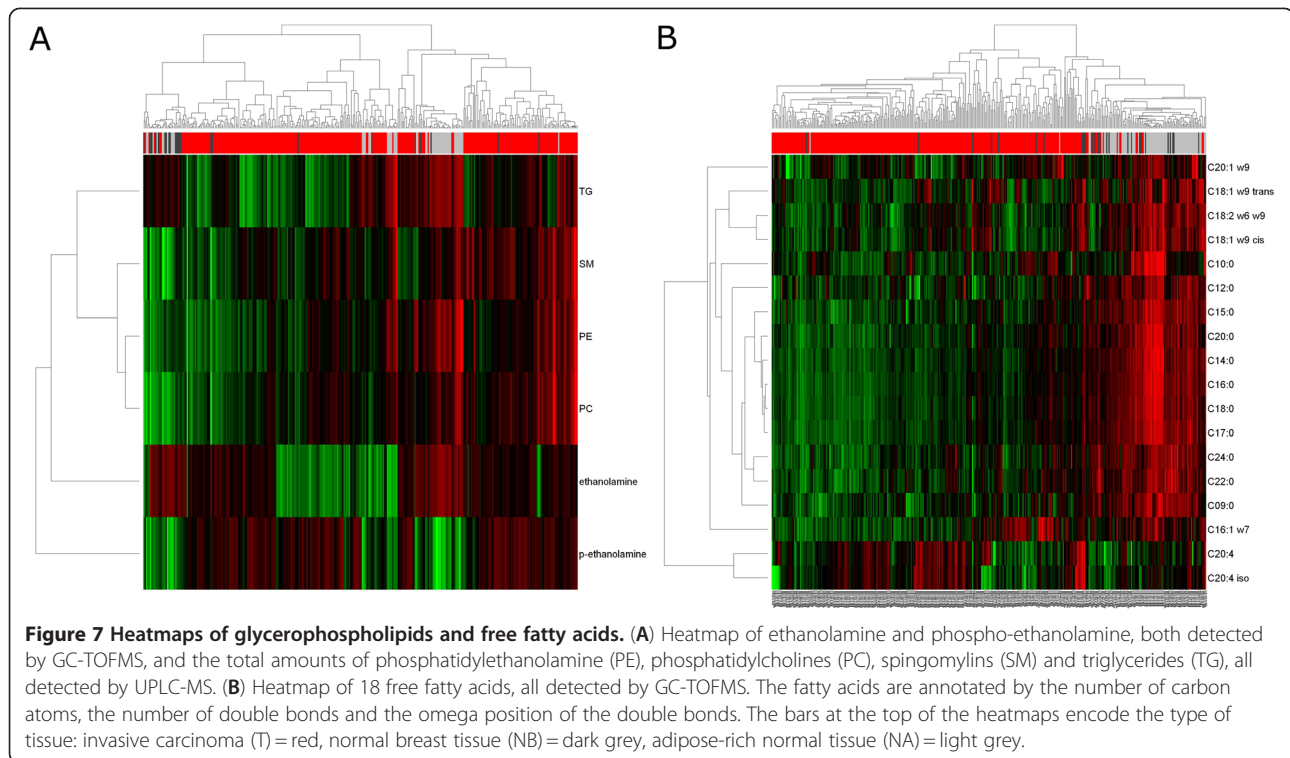 A
B
TG
SM
PE
PC
ethanolamine
p-ethanolamine
C20:1 w9
C18:1 w9 trans
C18:2 w6 w9
C18:1 w9 cis
C10:0
C12:0
C15:0
C20:0
C14:0
C16:0
C18:0
C17:0
C24:0
C22:0
C09:0
C16:1 w7
C20:4
C20:4 iso
Figure 7 Heatmaps of glycerophospholipids and free fatty acids. (A) Heatmap of ethanolamine and phospho-ethanolamine, both detected
by GC-TOFMS, and the total amounts of phosphatidylethanolamine (PE), phosphatidylcholines (PC), spingomylins (SM) and triglycerides (TG), all
detected by UPLC-MS. (B) Heatmap of 18 free fatty acids, all detected by GC-TOFMS. The fatty acids are annotated by the number of carbon
atoms, the number of double bonds and the omega position of the double bonds. The bars at the top of the heatmaps encode the type of
tissue: invasive carcinoma (T) = red, normal breast tissue (NB) = dark grey, adipose-rich normal tissue (NA) = light grey.